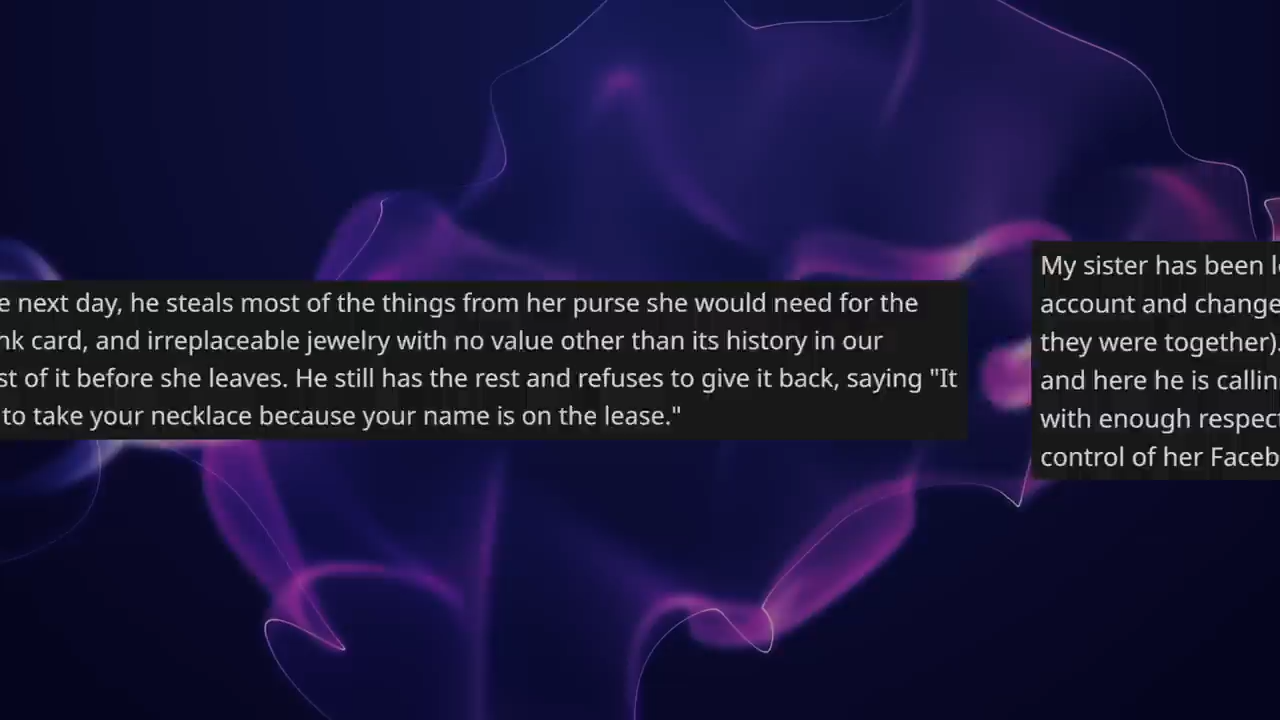 e next day, he steals most of the things from her purse she would need for the
nk card, and irreplaceable jewelry with no value other than its history in our
st of it before she leaves. He still has the rest and refuses to give it back, saying "It
to take your necklace because your name is on the lease."
My sister has been l
account and change
they were together).
and here he is callin
with enough respect
control of her Faceb